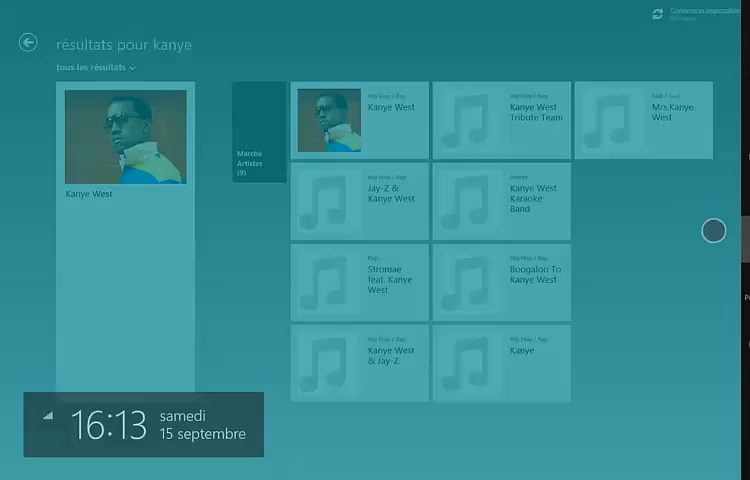 Connexion impossible
résultats pour kanye
tous les résultats
Kanye West
Marché
Artistes
(9)
Hip Hop / Rap
Kanye West
Hip Hop / Rap
Kanye West
Tribute Team
R&B / Soul
Mrs.Kanye
West
Hip Hop / Rap
Jay-Z &
Kanye West
Kanye West
Karaoke
Band
Rap
Stromae
feat. Kanye
West
Hip Hop / Rap
Boogaloo To
Kanye West
Hip Hop / Rap
Kanye West
& Jay-Z
Hip Hop / Rap
Kanye
16:13
samedi
15 septembre